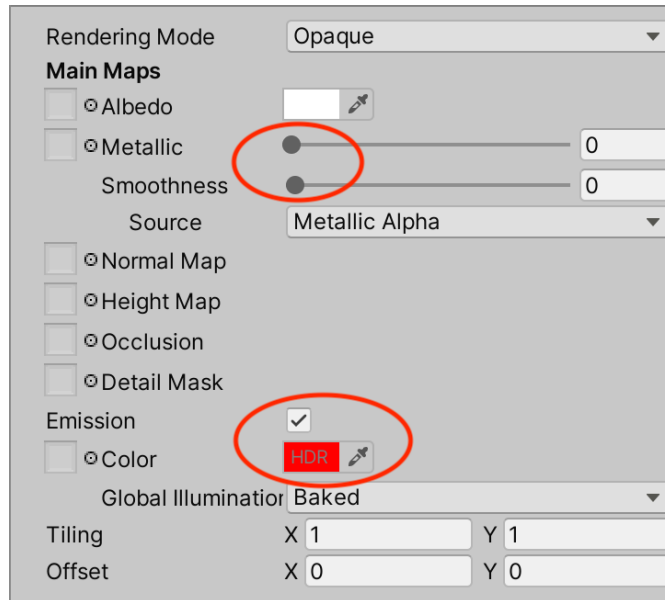 Rendering Mode Opaque
Main Maps
Albedo
Metallic 0
Smoothness 0
Source Metallic Alpha
Normal Map
Height Map
Occlusion
Detail Mask
Emission
Color HDR
Global Illumination Baked
Tiling X 1 Y 1
Offset X 0 Y 0